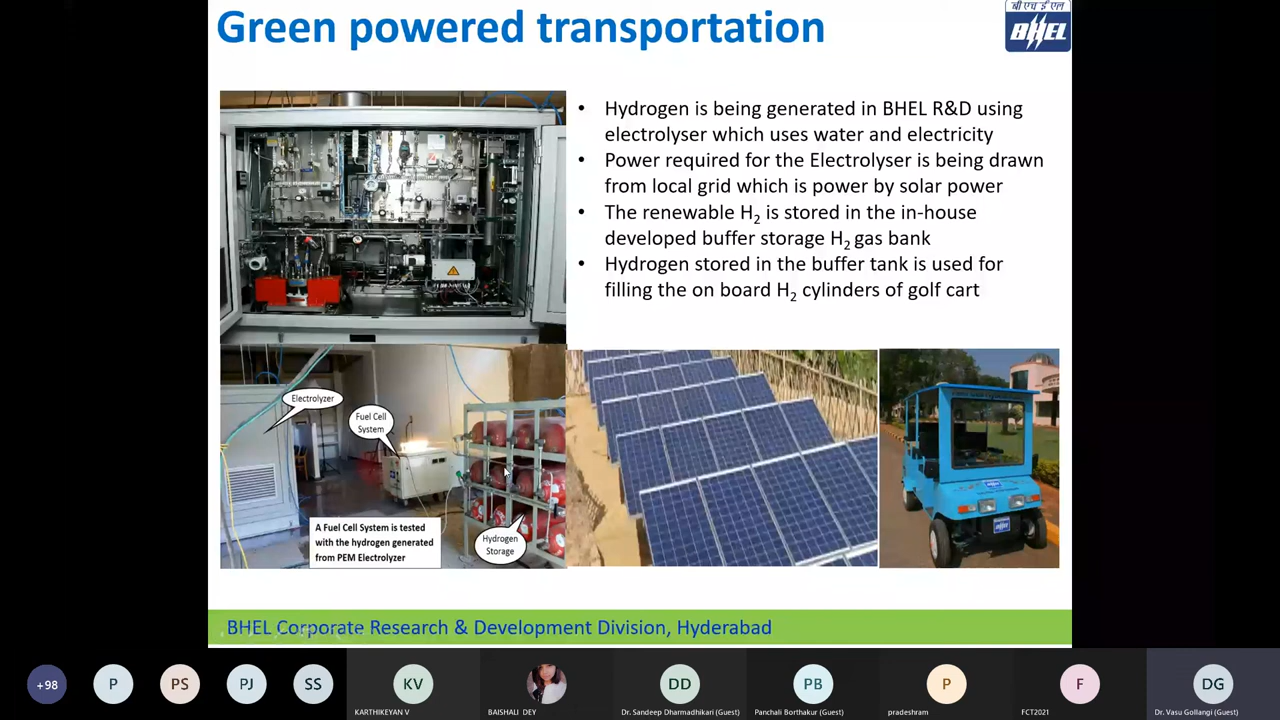 Green powered transportation
बी एच ई एल
BHEL
• Hydrogen is being generated in BHEL R&D using
electrolyser which uses water and electricity
• Power required for the Electrolyser is being drawn
from local grid which is power by solar power
• The renewable H2 is stored in the in-house
developed buffer storage H2 gas bank
• Hydrogen stored in the buffer tank is used for
filling the on board H2 cylinders of golf cart
Electrolyzer
Fuel Cell
System
A Fuel Cell System is tested
with the hydrogen generated
from PEM Electrolyzer
Hydrogen
Storage
BHEL Corporate Research & Development Division, Hyderabad
+98
P
PS
PJ
SS
KV
DD
PB
P
F
DG
KARTHIKEYAN V
BAISHALI DEY
Dr. Sandeep Dharmadhikari (Guest)
Panchali Borthakur (Guest)
pradeshram
FCT2021
Dr. Vasu Gollangi (Guest)